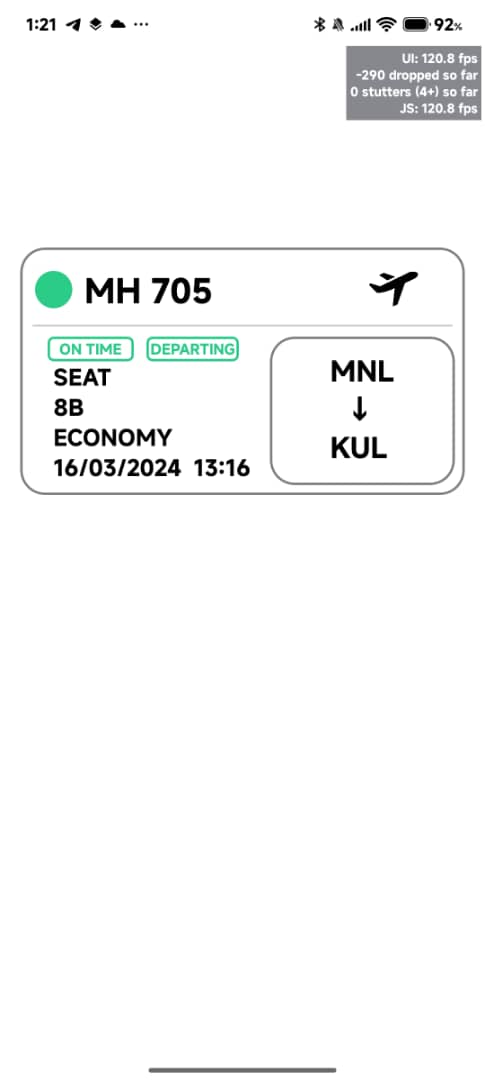 1:21
92%
UI: 120.8 fps
-290 dropped so far
0 stutters (4+) so far
JS: 120.8 fps
MH 705
ON TIME DEPARTING
SEAT
8B
ECONOMY
16/03/2024 13:16
MNL
↓
KUL